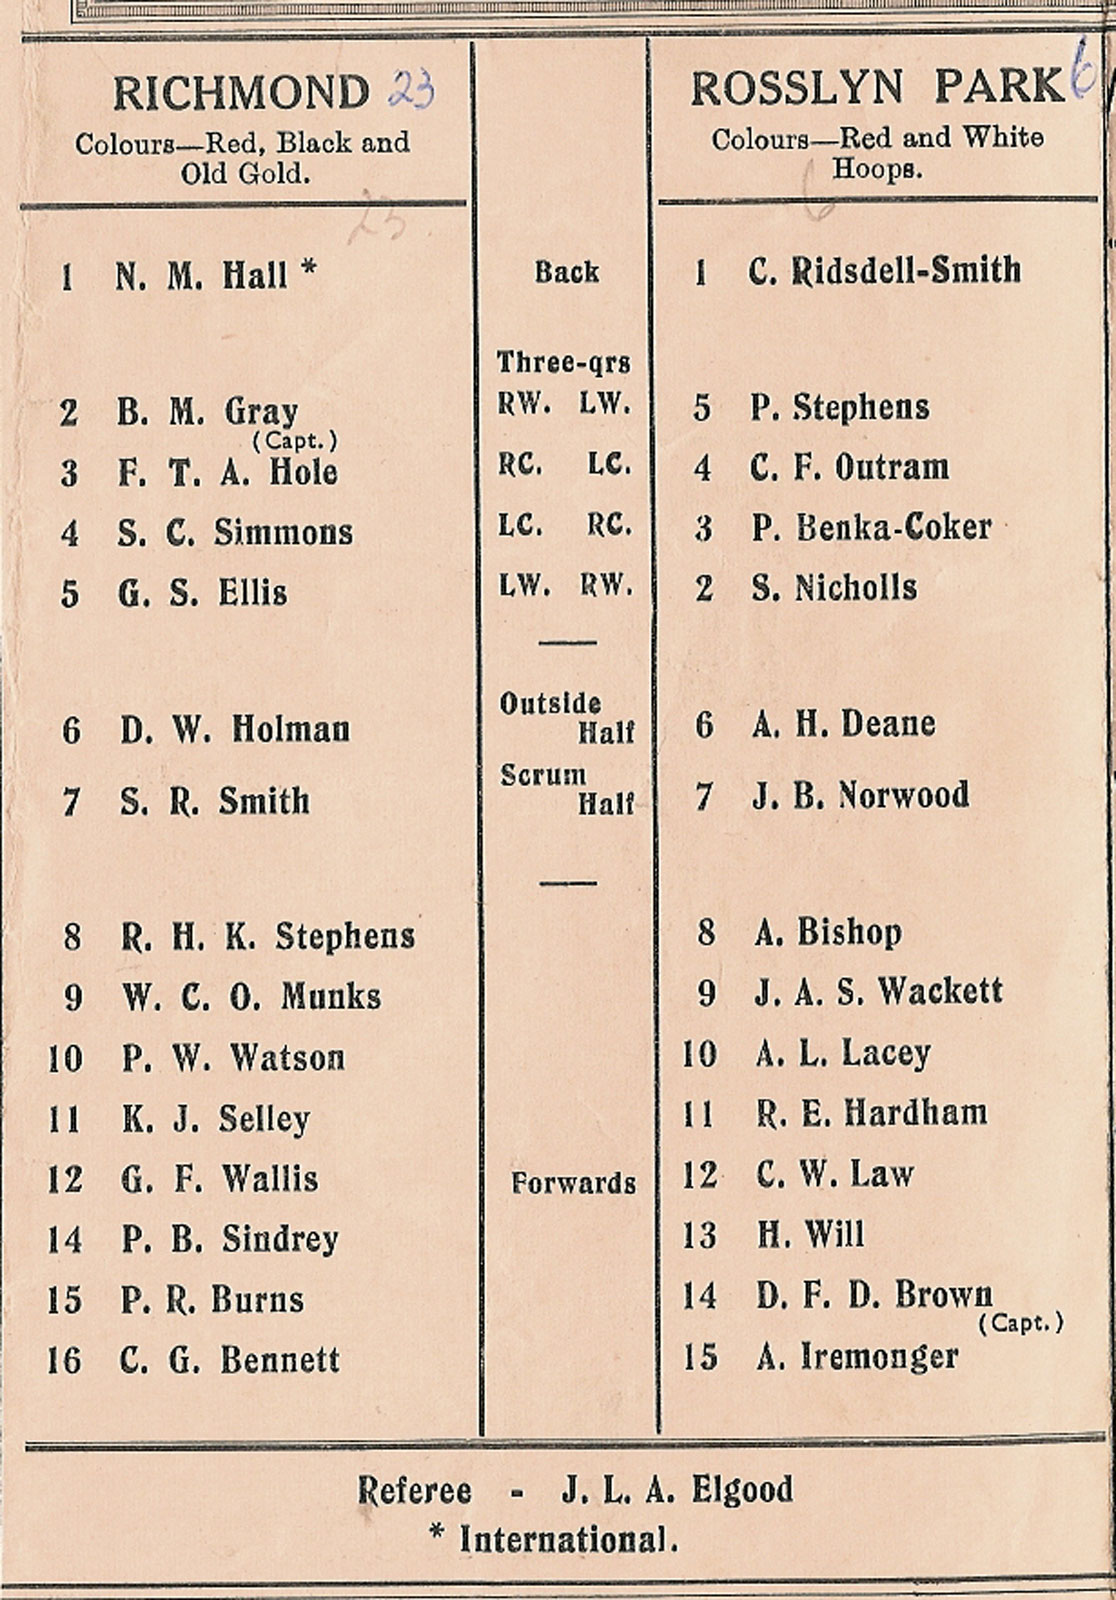 RICHMOND 23
Colours—Red, Black and
Old Gold.
23.
ROSSLYN PARK 6
Colours—Red and White
Hoops.
6
1 N. M. Hall * Back 1 C. Ridsdell-Smith
Three-qrs
2 B. M. Gray RW. LW. 5 P. Stephens
(Capt.)
3 F. T. A. Hole RC. LC. 4 C. F. Outram
4 S. C. Simmons LC. RC. 3 P. Benka-Coker
5 G. S. Ellis LW. RW. 2 S. Nicholls
6 D. W. Holman Outside Half 6 A. H. Deane
7 S. R. Smith Scrum Half 7 J. B. Norwood
8 R. H. K. Stephens 8 A. Bishop
9 W. C. O. Munks 9 J. A. S. Wackett
10 P. W. Watson 10 A. L. Lacey
11 K. J. Selley 11 R. E. Hardham
12 G. F. Wallis Forwards 12 C. W. Law
14 P. B. Sindrey 13 H. Will
15 P. R. Burns 14 D. F. D. Brown
(Capt.)
16 C. G. Bennett 15 A. Iremonger
Referee - J. L. A. Elgood
* International.